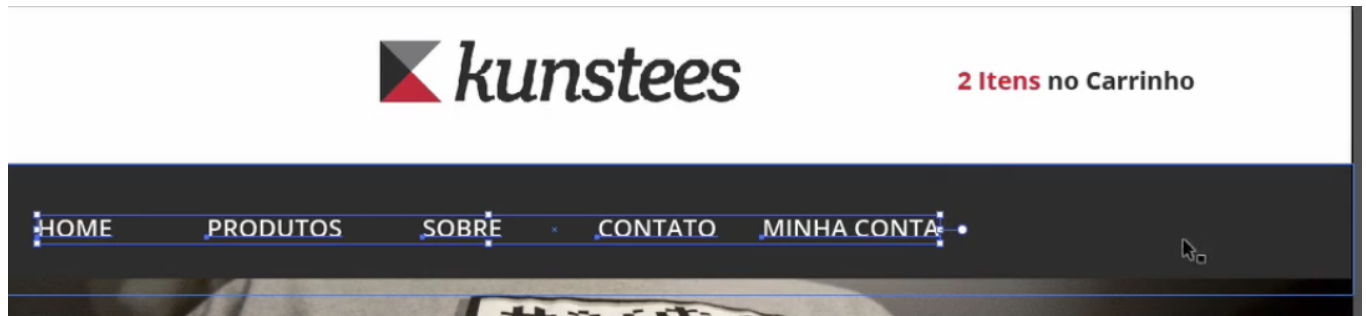 kunstees
2 Itens no Carrinho
HOME PRODUTOS SOBRE CONTATO MINHA CONTA